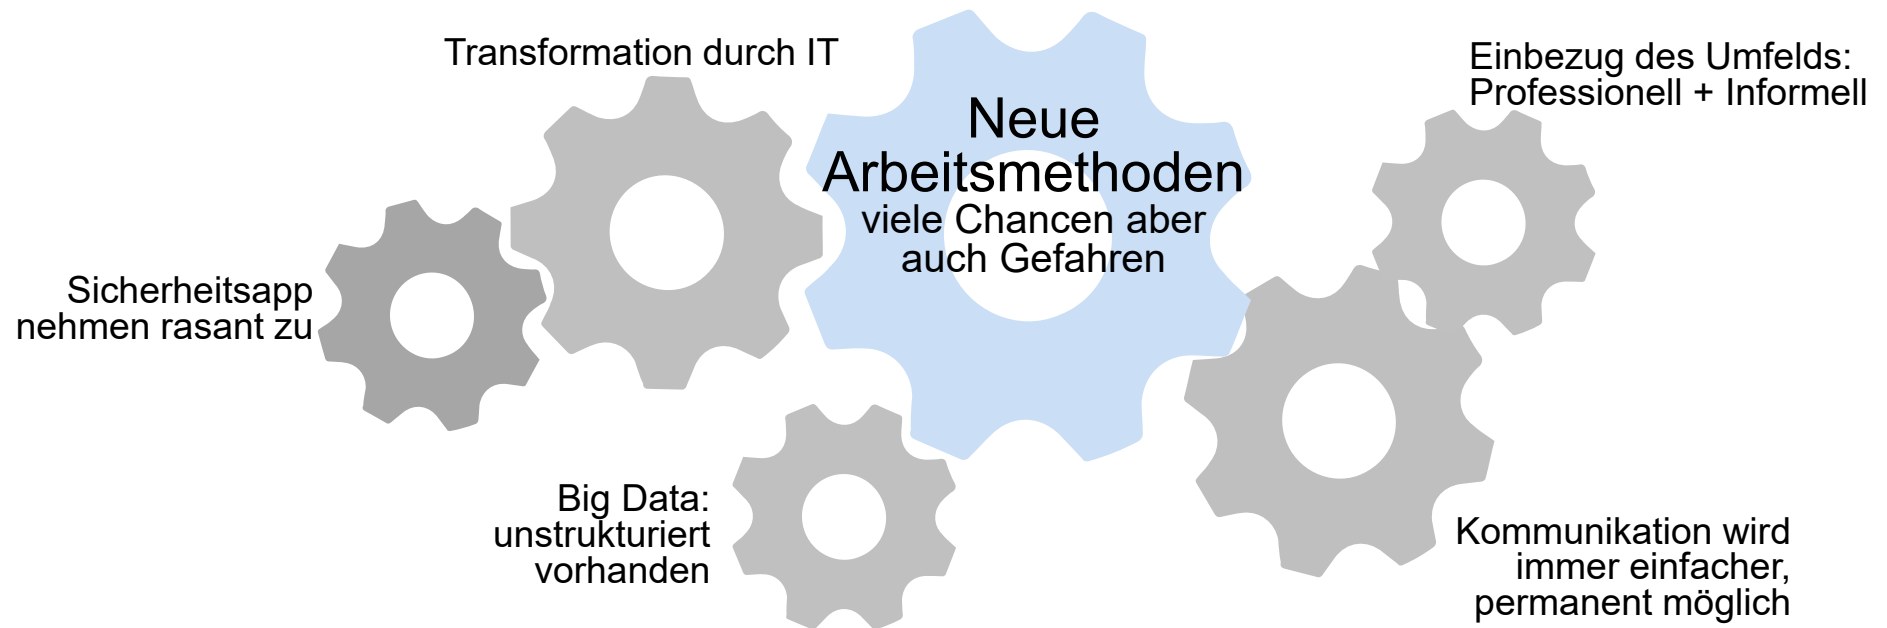 Transformation durch IT
Neue
Arbeitsmethoden
viele Chancen aber
auch Gefahren
Einbezug des Umfelds:
Professionell + Informell
Sicherheitsapp
nehmen rasant zu
Big Data:
unstrukturiert
vorhanden
Kommunikation wird
immer einfacher,
permanent möglich